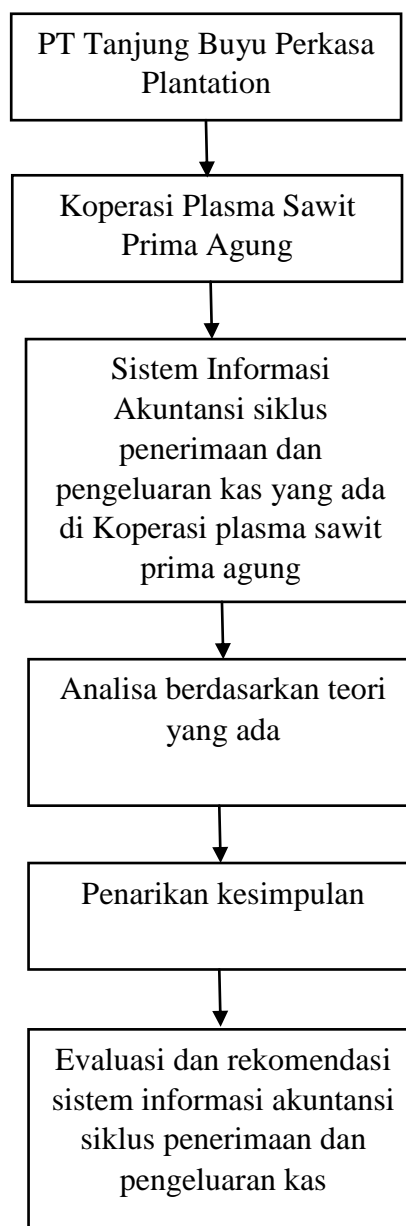 PT Tanjung Buyu Perkasa
Plantation
Koperasi Plasma Sawit
Prima Agung
Sistem Informasi
Akuntansi siklus
penerimaan dan
pengeluaran kas yang ada
di Koperasi plasma sawit
prima agung
Analisa berdasarkan teori
yang ada
Penarikan kesimpulan
Evaluasi dan rekomendasi
sistem informasi akuntansi
siklus penerimaan dan
pengeluaran kas